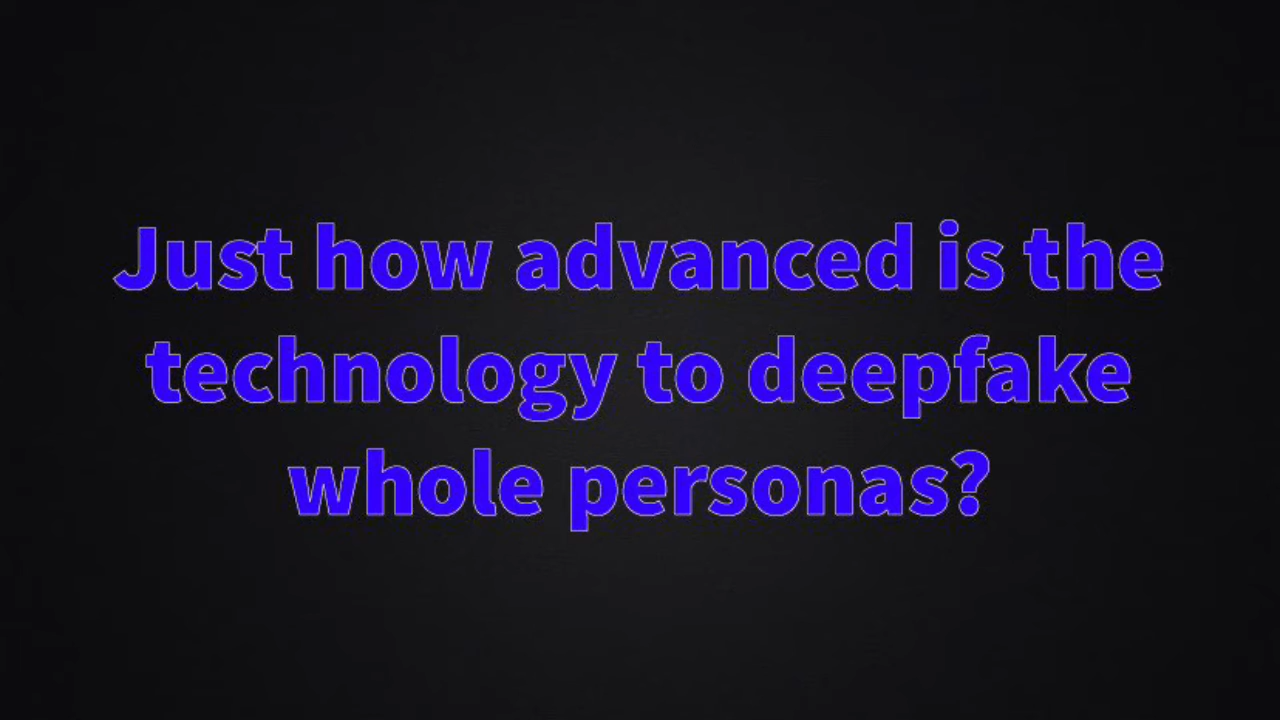 Just how advanced is the
technology to deepfake
whole personas?